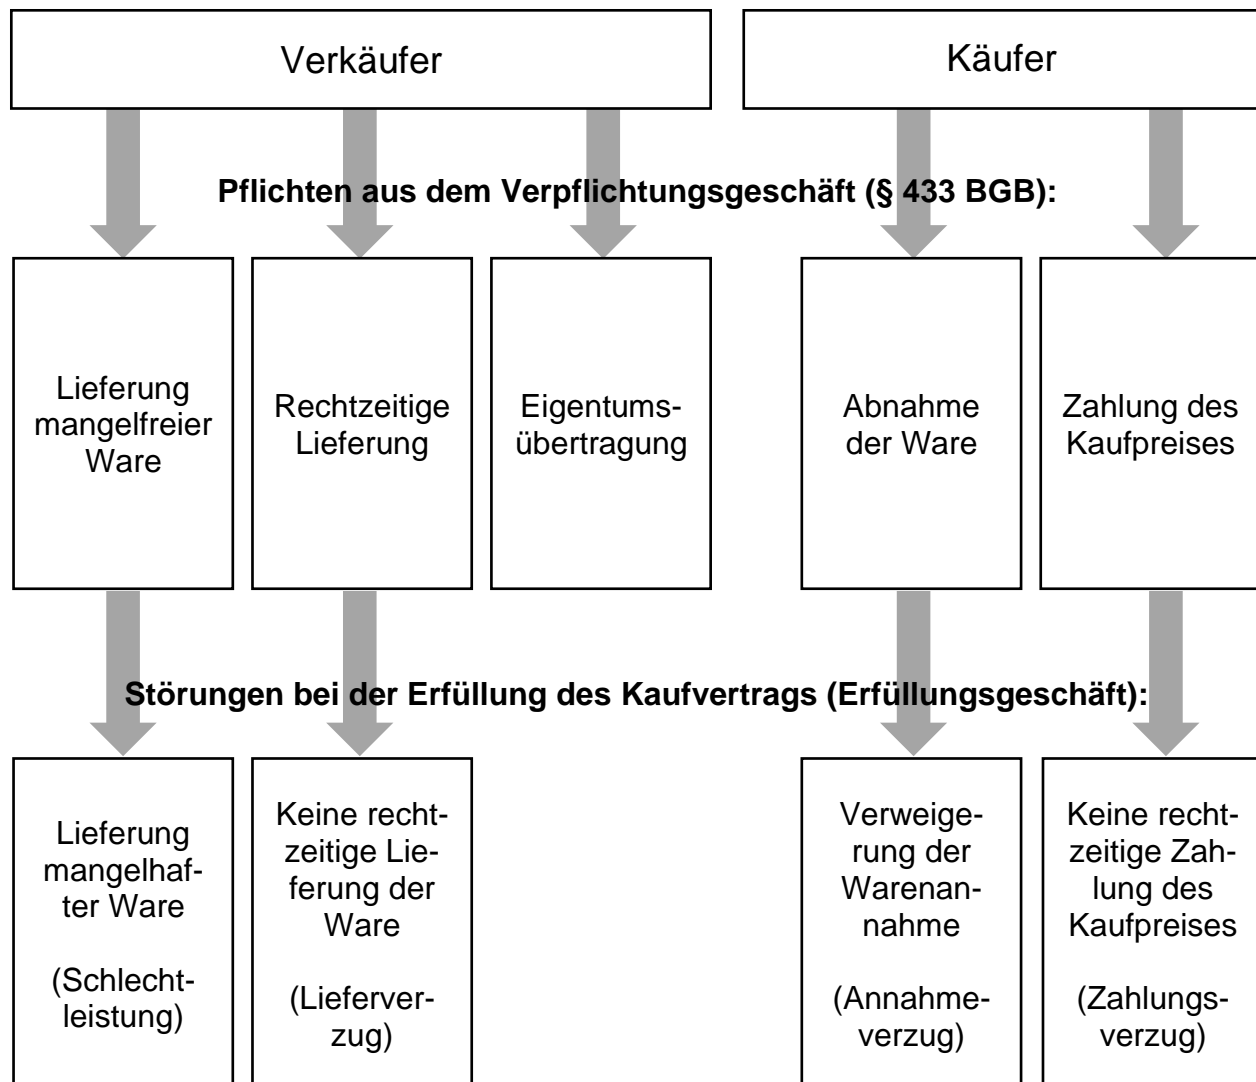 Verkäufer
Käufer
Pflichten aus dem Verpflichtungsgeschäft (§ 433 BGB):
Lieferung
mangelfreier
Ware
Rechtzeitige
Lieferung
Eigentums-
übertragung
Abnahme
der Ware
Zahlung des
Kaufpreises
Störungen bei der Erfüllung des Kaufvertrags (Erfüllungsgeschäft):
Lieferung
mangelhaf-
ter Ware
(Schlecht-
leistung)
Keine recht-
zeitige Lie-
ferung der
Ware
(Lieferver-
zug)
Verweige-
rung der
Warenan-
nahme
(Annahme-
verzug)
Keine recht-
zeitige Zah-
lung des
Kaufpreises
(Zahlungs-
verzug)